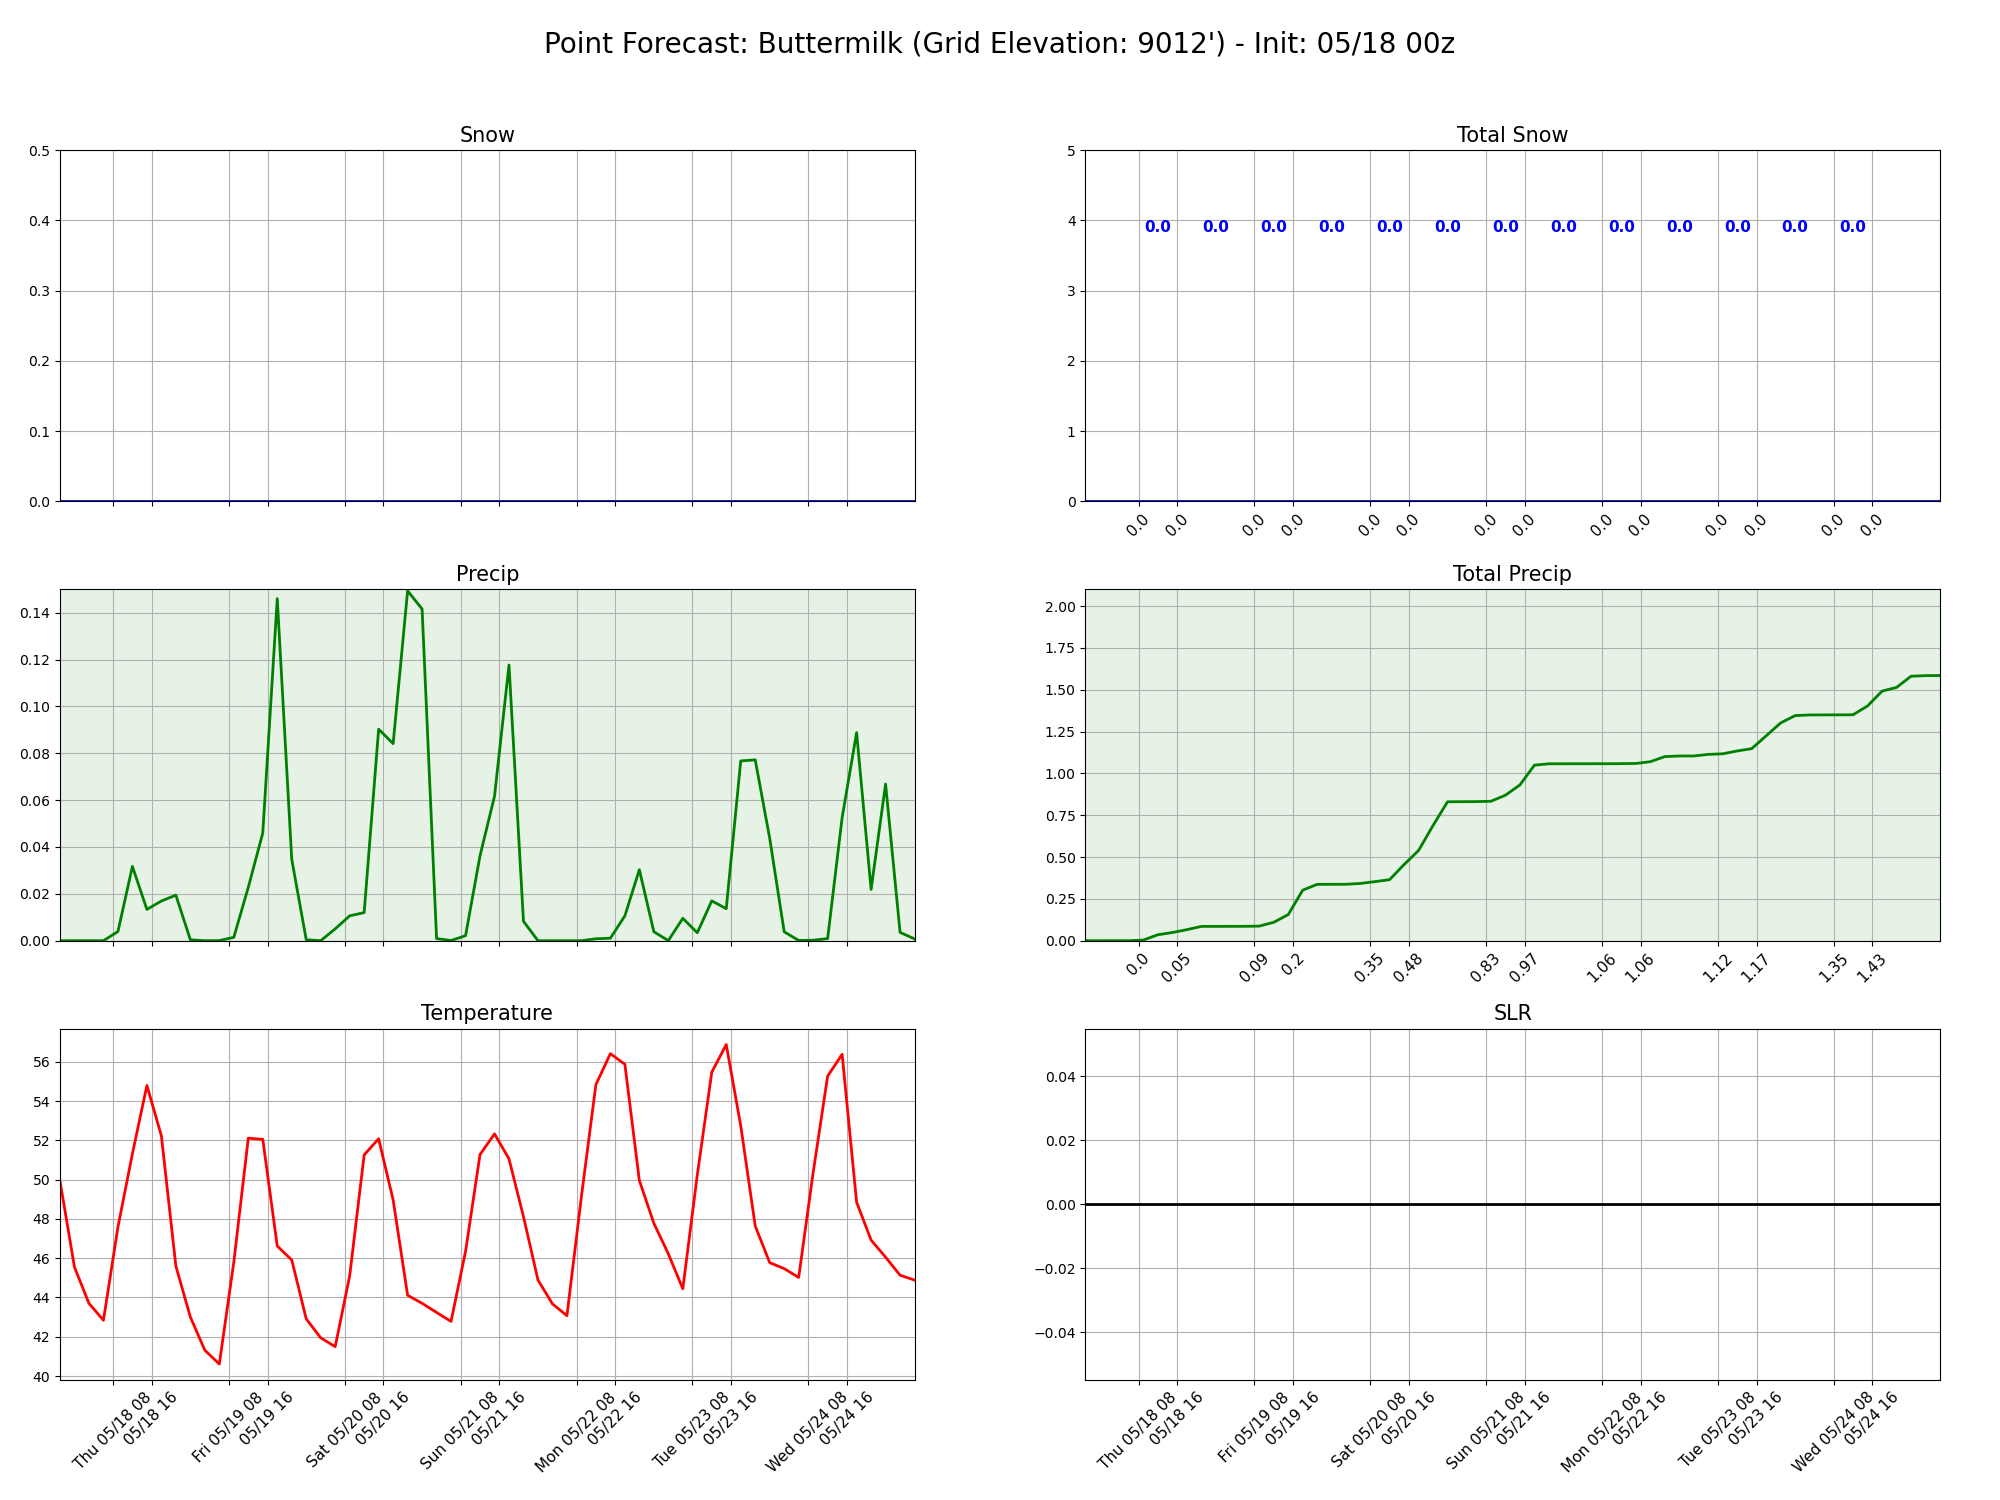 Point Forecast: Buttermilk (Grid Elevation: 9012') - Init: 05/18 00z
Snow
0.5
0.4
0.3
0.2
0.1
0.0
Total Snow
5
4
3
2
1
0
0.0 0.0 0.0 0.0 0.0 0.0 0.0 0.0 0.0 0.0 0.0 0.0 0.0
0.0 0.0 0.0 0.0 0.0 0.0 0.0 0.0 0.0 0.0 0.0 0.0 0.0 0.0
Precip
0.14
0.12
0.10
0.08
0.06
0.04
0.02
0.00
Total Precip
2.00
1.75
1.50
1.25
1.00
0.75
0.50
0.25
0.00
0.0 0.05 0.09 0.2 0.35 0.48 0.83 0.97 1.06 1.06 1.12 1.17 1.35 1.43
Temperature
56
54
52
50
48
46
44
42
40
Thu 05/18 08
05/18 16
Fri 05/19 08
05/19 16
Sat 05/20 08
05/20 16
Sun 05/21 08
05/21 16
Mon 05/22 08
05/22 16
Tue 05/23 08
05/23 16
Wed 05/24 08
05/24 16
SLR
0.04
0.02
0.00
−0.02
−0.04
Thu 05/18 08
05/18 16
Fri 05/19 08
05/19 16
Sat 05/20 08
05/20 16
Sun 05/21 08
05/21 16
Mon 05/22 08
05/22 16
Tue 05/23 08
05/23 16
Wed 05/24 08
05/24 16